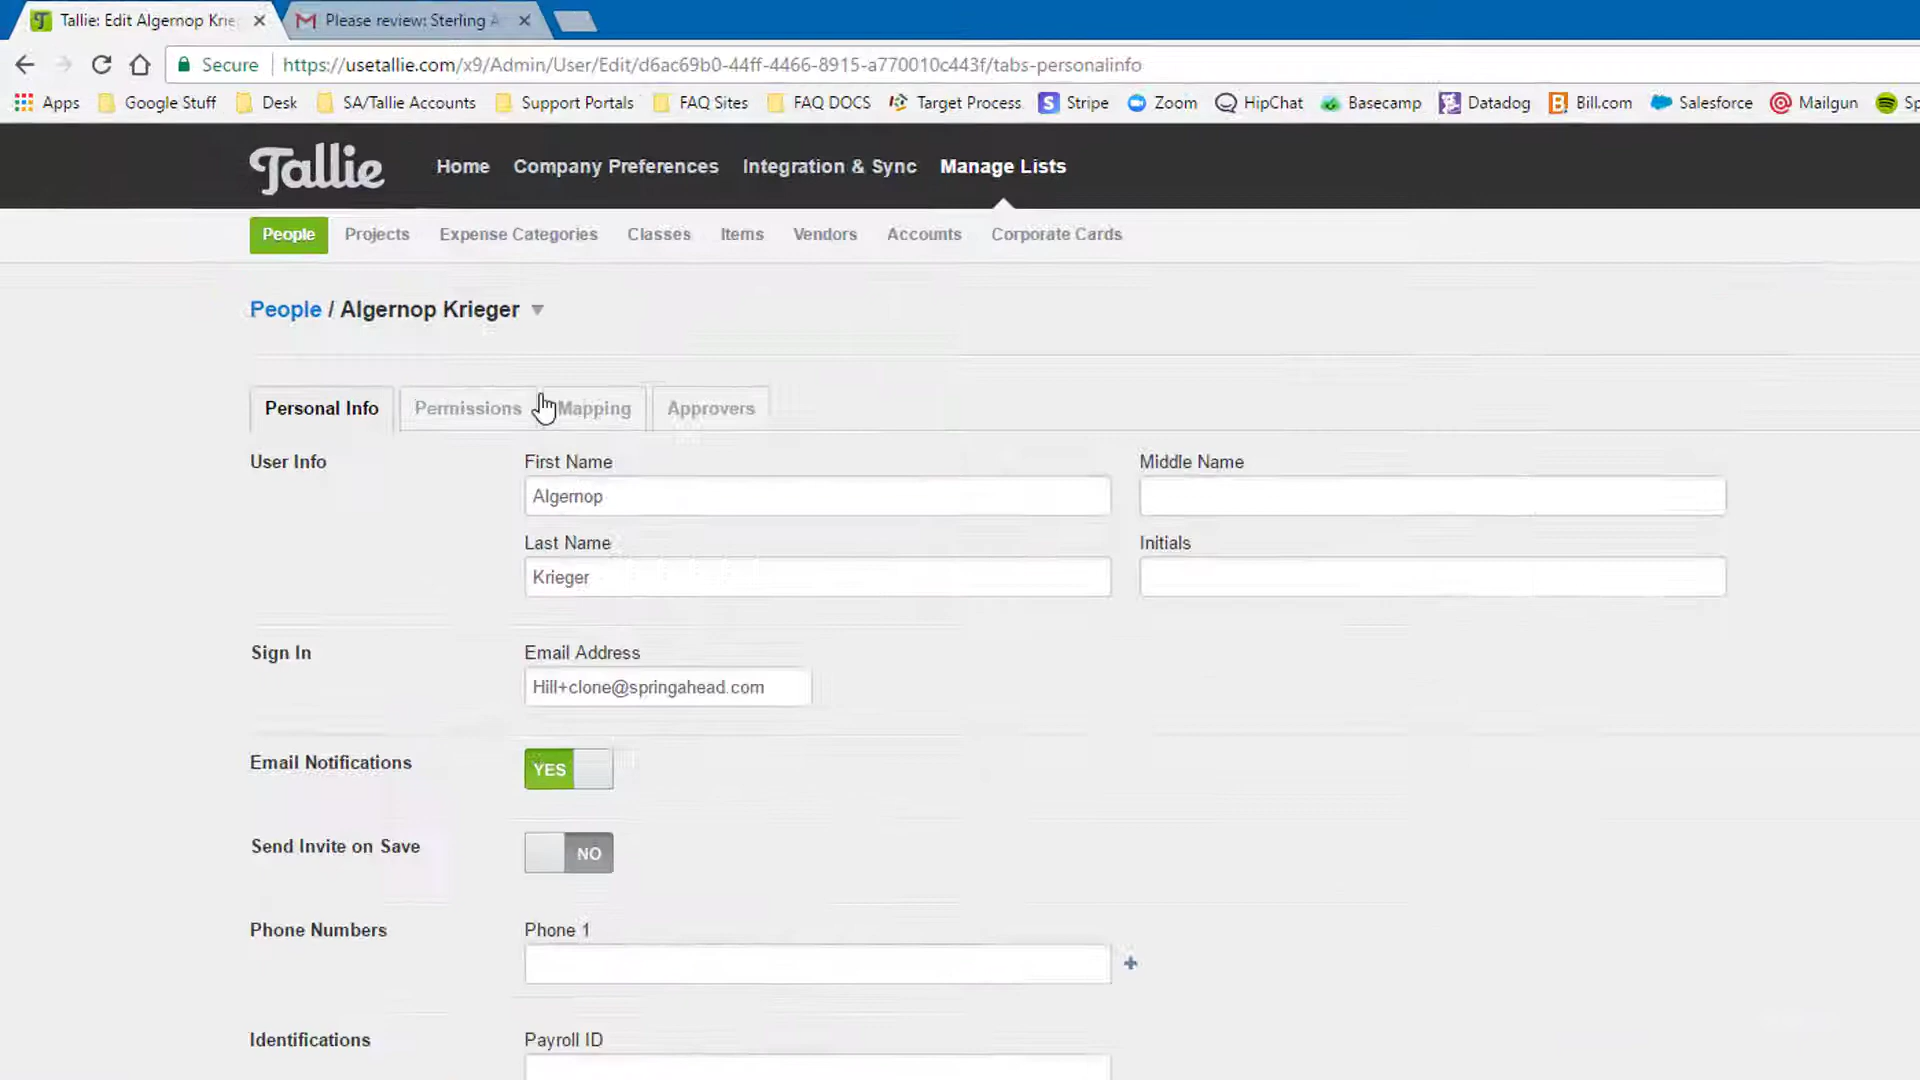 Tallie: Edit Algernop Krie
Please review: Sterling A
Secure https://usetallie.com/x9/Admin/User/Edit/d6ac69b0-44ff-4466-8915-a770010c443f/tabs-personalinfo
Apps Google Stuff Desk SA/Tallie Accounts Support Portals FAQ Sites FAQ DOCS Target Process Stripe Zoom HipChat Basecamp Datadog Bill.com Salesforce Mailgun Sp
Tallie Home Company Preferences Integration & Sync Manage Lists
People Projects Expense Categories Classes Items Vendors Accounts Corporate Cards
People / Algernop Krieger
Personal Info Permissions Mapping Approvers
User Info First Name Middle Name
Algernop
Last Name Initials
Krieger
Sign In Email Address
Hill+clone@springahead.com
Email Notifications YES
Send Invite on Save NO
Phone Numbers Phone 1
Identifications Payroll ID